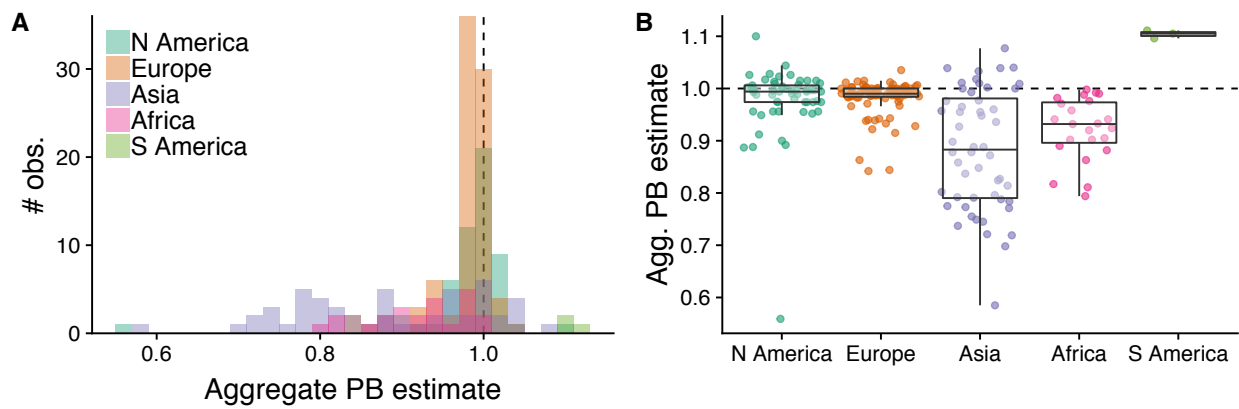 A
N America
Europe
Asia
Africa
S America
# obs.
30
20
10
0
0.6
0.8
1.0
Aggregate PB estimate
B
Agg. PB estimate
1.1
1.0
0.9
0.8
0.7
0.6
N America
Europe
Asia
Africa
S America